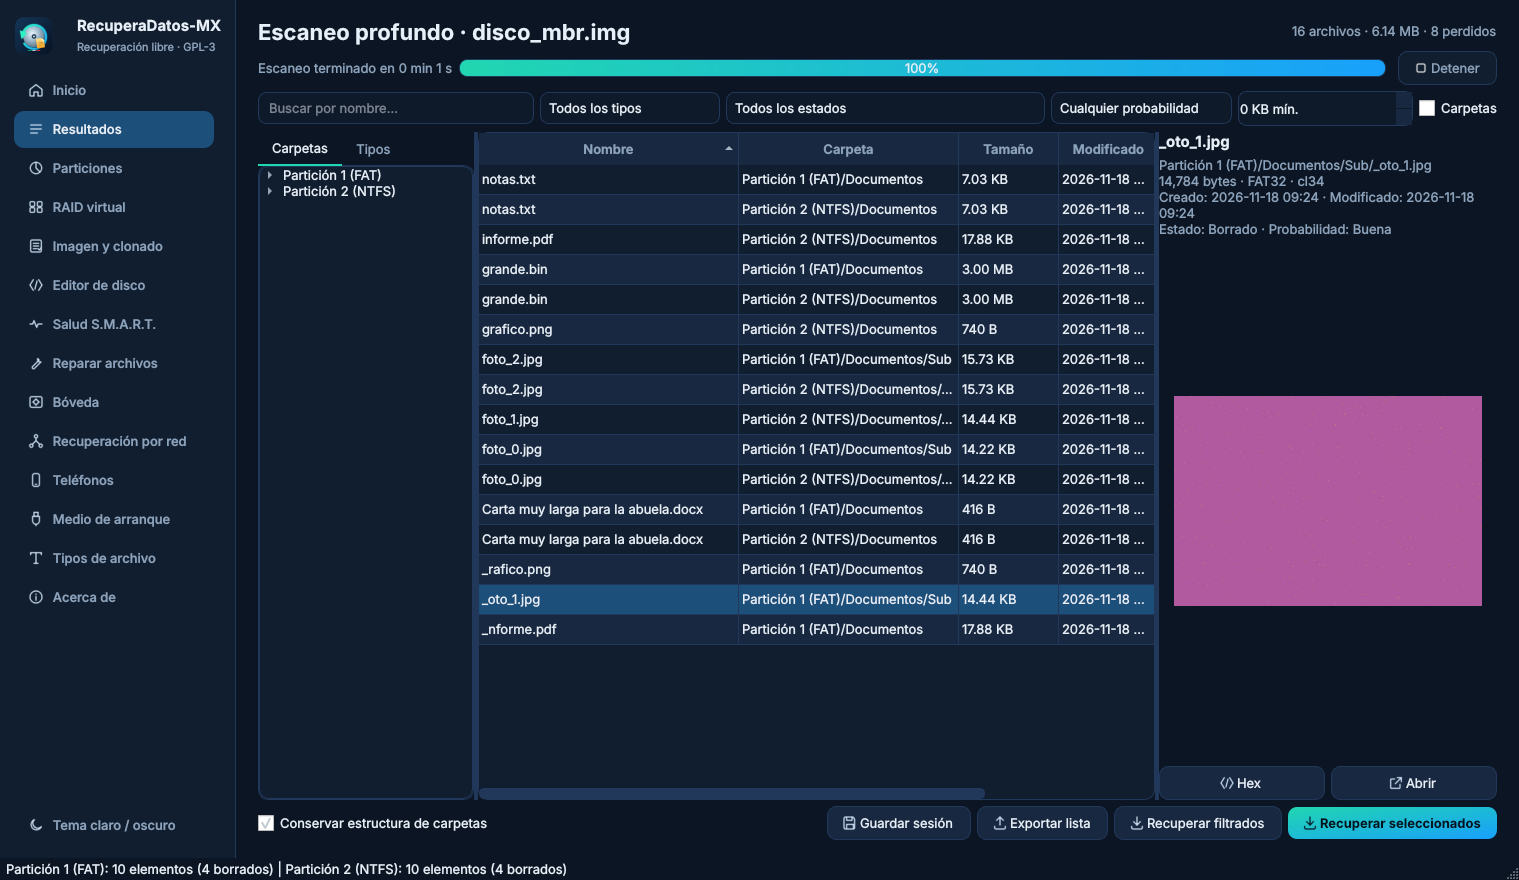 RecuperaDatos-MX
Recuperación libre · GPL-3
Inicio
Resultados
Particiones
RAID virtual
Imagen y clonado
Editor de disco
Salud S.M.A.R.T.
Reparar archivos
Bóveda
Recuperación por red
Teléfonos
Medio de arranque
Tipos de archivo
Acerca de
Tema claro / oscuro
Escaneo profundo · disco_mbr.img
16 archivos · 6.14 MB · 8 perdidos
Escaneo terminado en 0 min 1 s
100%
Detener
Buscar por nombre...
Todos los tipos
Todos los estados
Cualquier probabilidad
0 KB mín.
Carpetas
Carpetas Tipos
Partición 1 (FAT)
Partición 2 (NTFS)
Nombre Carpeta Tamaño Modificado
notas.txt Partición 1 (FAT)/Documentos 7.03 KB 2026-11-18 ...
notas.txt Partición 2 (NTFS)/Documentos 7.03 KB 2026-11-18 ...
informe.pdf Partición 2 (NTFS)/Documentos 17.88 KB 2026-11-18 ...
grande.bin Partición 1 (FAT)/Documentos 3.00 MB 2026-11-18 ...
grande.bin Partición 2 (NTFS)/Documentos 3.00 MB 2026-11-18 ...
grafico.png Partición 2 (NTFS)/Documentos 740 B 2026-11-18 ...
foto_2.jpg Partición 1 (FAT)/Documentos/Sub 15.73 KB 2026-11-18 ...
foto_2.jpg Partición 2 (NTFS)/Documentos/... 15.73 KB 2026-11-18 ...
foto_1.jpg Partición 2 (NTFS)/Documentos/... 14.44 KB 2026-11-18 ...
foto_0.jpg Partición 1 (FAT)/Documentos/Sub 14.22 KB 2026-11-18 ...
foto_0.jpg Partición 2 (NTFS)/Documentos/... 14.22 KB 2026-11-18 ...
Carta muy larga para la abuela.docx Partición 1 (FAT)/Documentos 416 B 2026-11-18 ...
Carta muy larga para la abuela.docx Partición 2 (NTFS)/Documentos 416 B 2026-11-18 ...
_rafico.png Partición 1 (FAT)/Documentos 740 B 2026-11-18 ...
_oto_1.jpg Partición 1 (FAT)/Documentos/Sub 14.44 KB 2026-11-18 ...
_nforme.pdf Partición 1 (FAT)/Documentos 17.88 KB 2026-11-18 ...
_oto_1.jpg
Partición 1 (FAT)/Documentos/Sub/_oto_1.jpg
14,784 bytes · FAT32 · cl34
Creado: 2026-11-18 09:24 · Modificado: 2026-11-18
09:24
Estado: Borrado · Probabilidad: Buena
Hex
Abrir
Conservar estructura de carpetas
Guardar sesión
Exportar lista
Recuperar filtrados
Recuperar seleccionados
Partición 1 (FAT): 10 elementos (4 borrados) | Partición 2 (NTFS): 10 elementos (4 borrados)